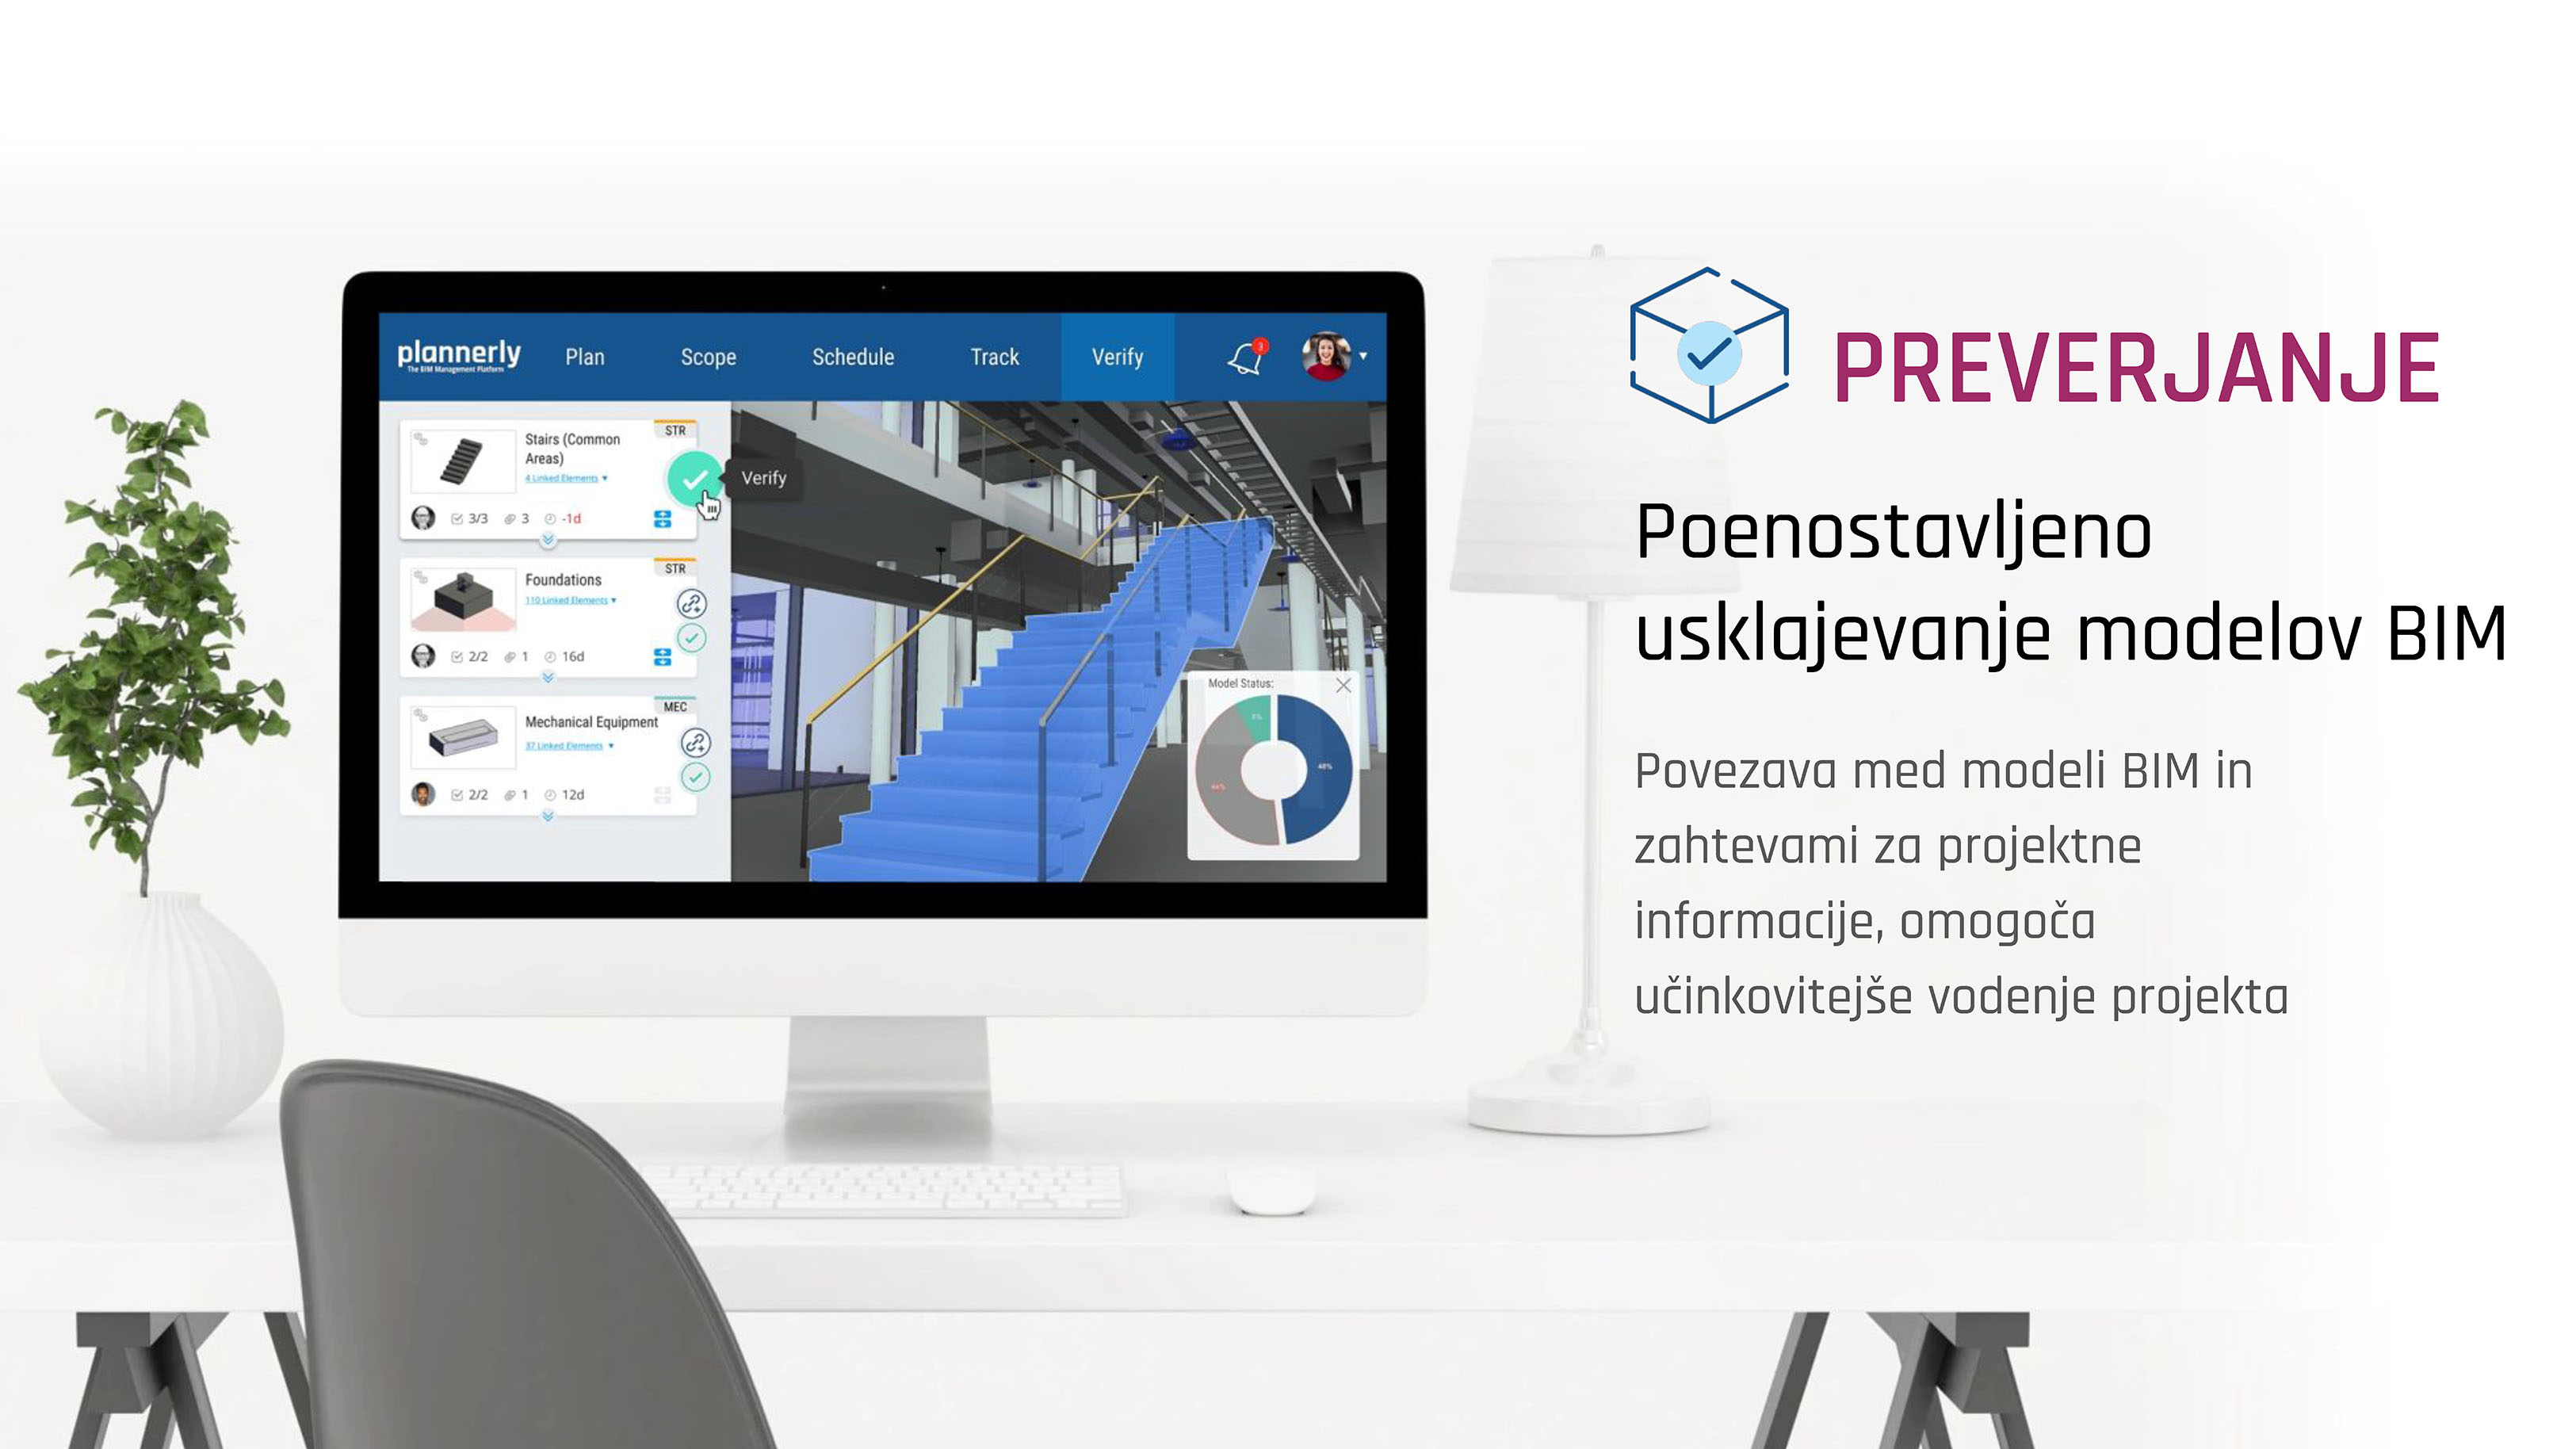 plannerly
The BIM Management Platform
Plan
Scope
Schedule
Track
Verify
3
STR
Stairs (Common
Areas)
4 Linked Elements
Verify
3/3
3
-1d
STR
Foundations
110 Linked Elements
2/2
1
16d
MEC
Mechanical Equipment
37 Linked Elements
2/2
1
12d
Model Status:
48%
PREVERJANJE
Poenostavljeno
usklajevanje modelov BIM
Povezava med modeli BIM in
zahtevami za projektne
informacije, omogoča
učinkovitejše vodenje projekta